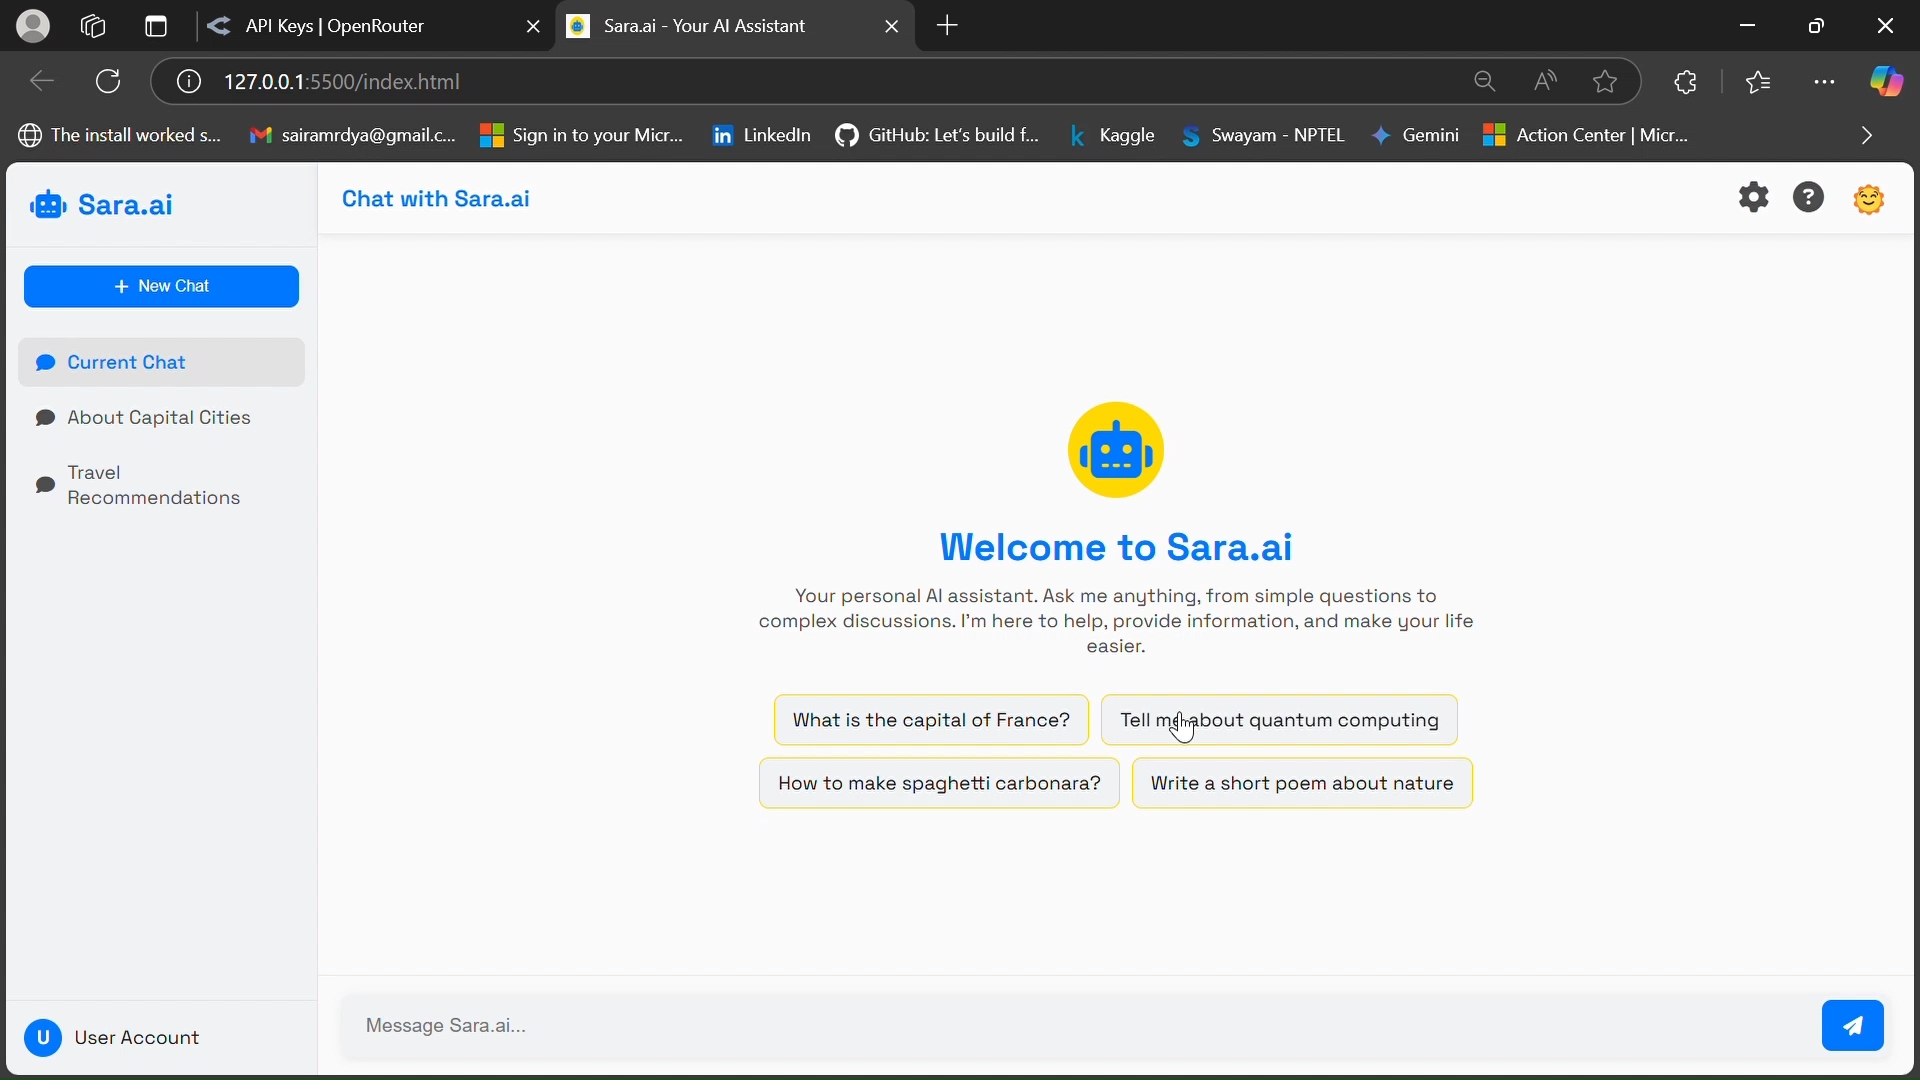 API Keys | OpenRouter
Sara.ai - Your AI Assistant
127.0.0.1:5500/index.html
The install worked s...
sairamrdya@gmail.c...
Sign in to your Micr...
LinkedIn
GitHub: Let's build f...
Kaggle
Swayam - NPTEL
Gemini
Action Center | Micr...
Sara.ai
Chat with Sara.ai
+ New Chat
Current Chat
About Capital Cities
Travel
Recommendations
Welcome to Sara.ai
Your personal AI assistant. Ask me anything, from simple questions to
complex discussions. I'm here to help, provide information, and make your life
easier.
What is the capital of France?
Tell me about quantum computing
How to make spaghetti carbonara?
Write a short poem about nature
Message Sara.ai...
U
User Account